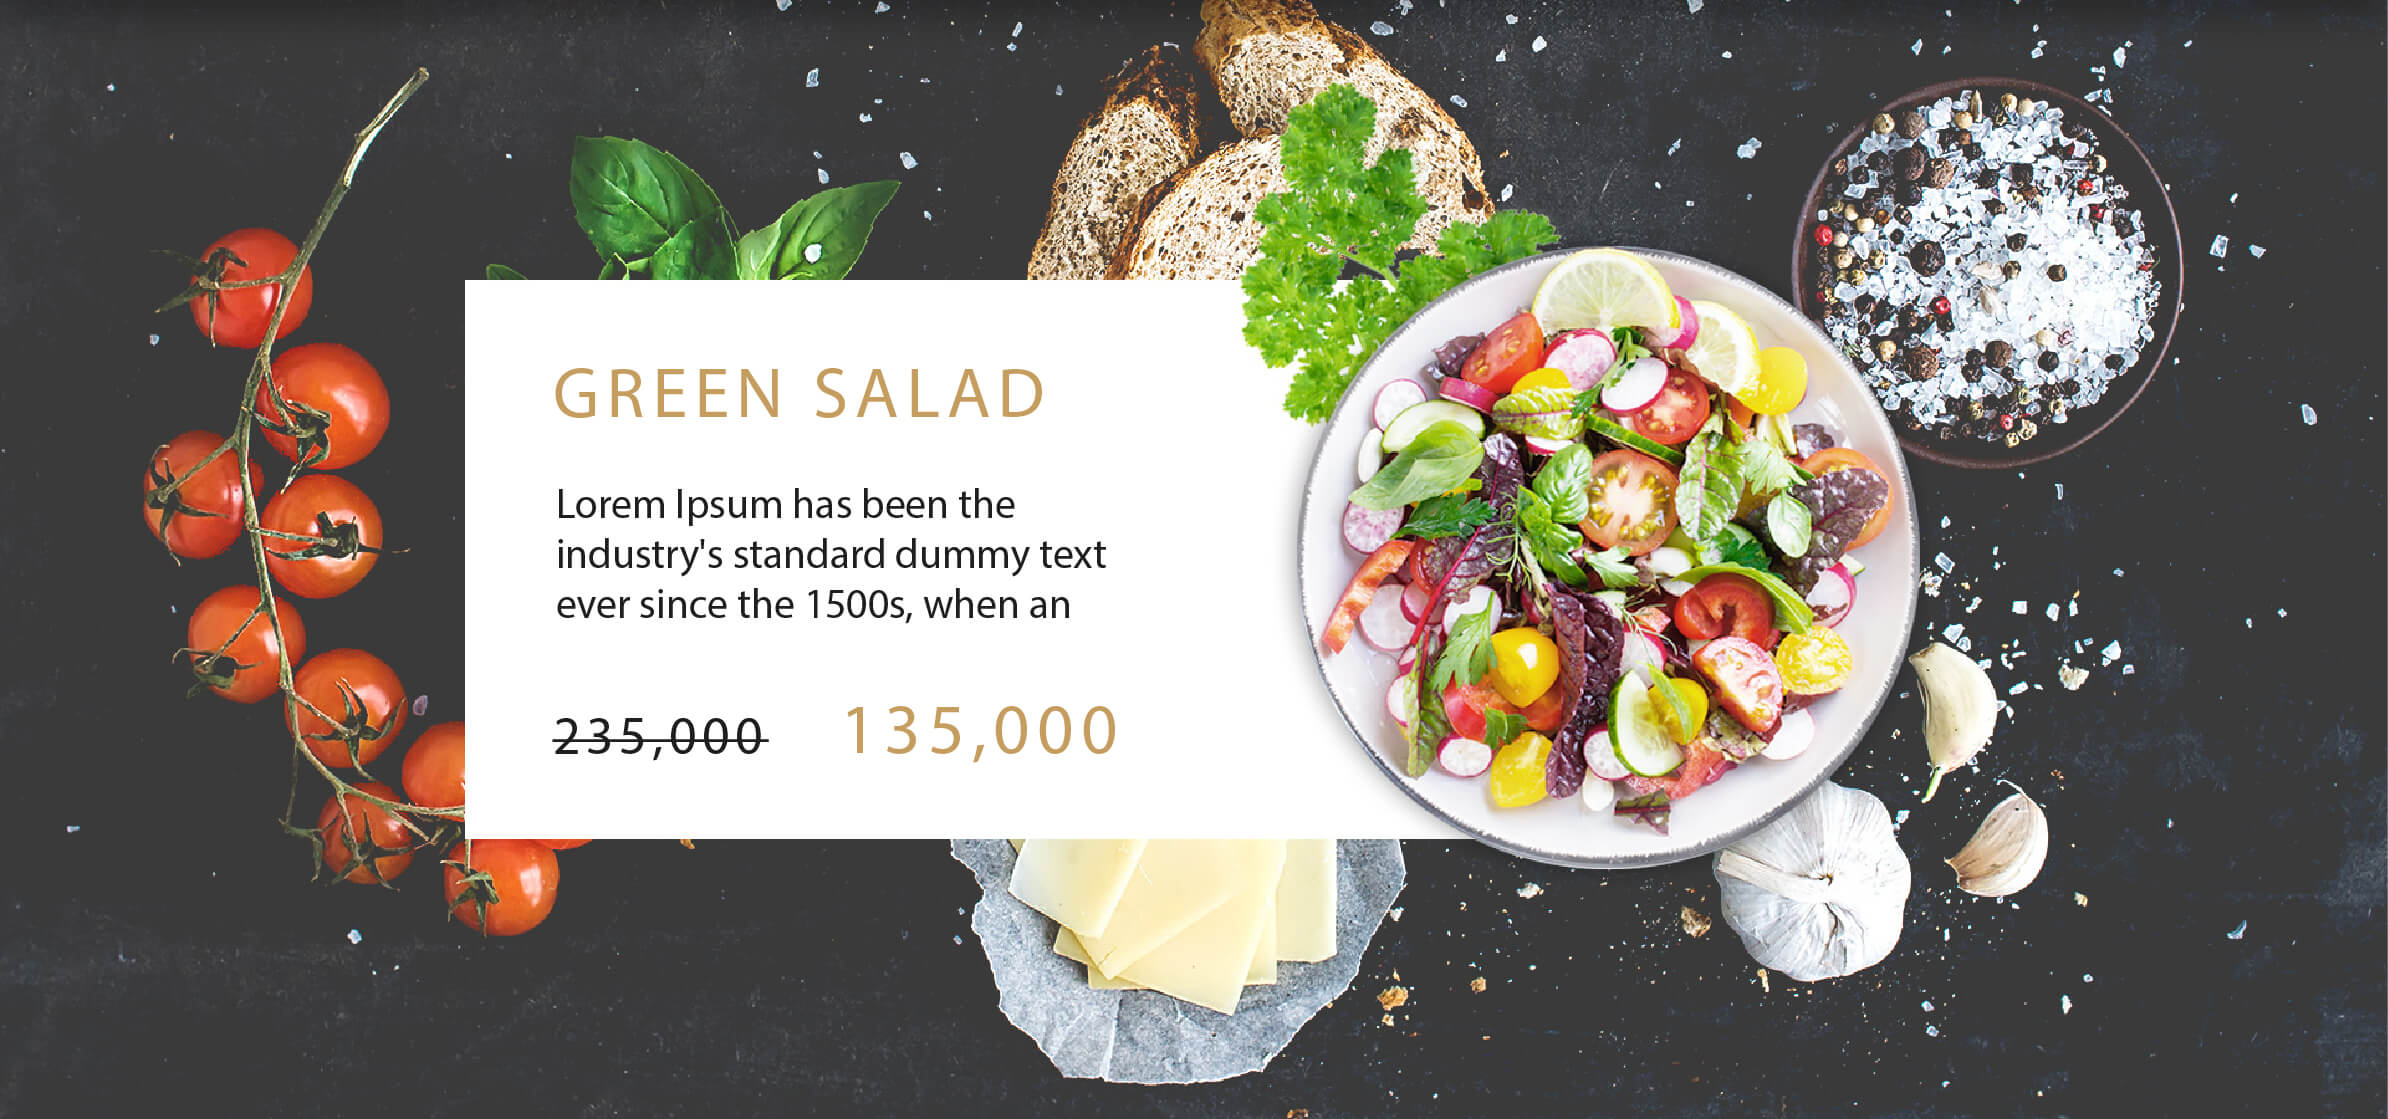 GREEN SALAD
Lorem Ipsum has been the
industry's standard dummy text
ever since the 1500s, when an
235,000 135,000